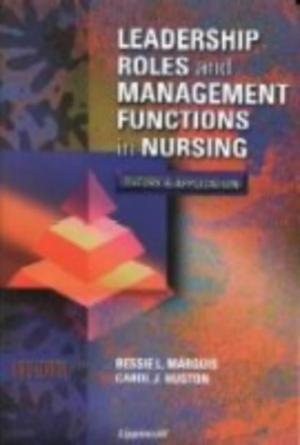 LEADERSHIP
ROLES and
MANAGEMENT
FUNCTIONS
in NURSING
THEORY & APPLICATION
BESSIE L. MARQUIS
CAROL J. HUSTON
Lippincott